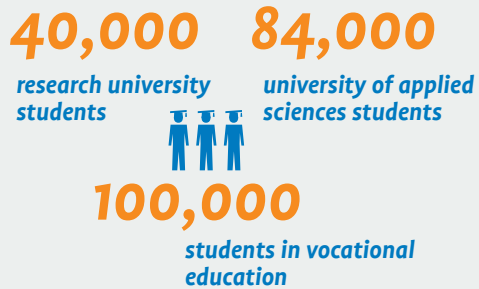 40,000
research university
students
84,000
university of applied
sciences students
100,000
students in vocational
education